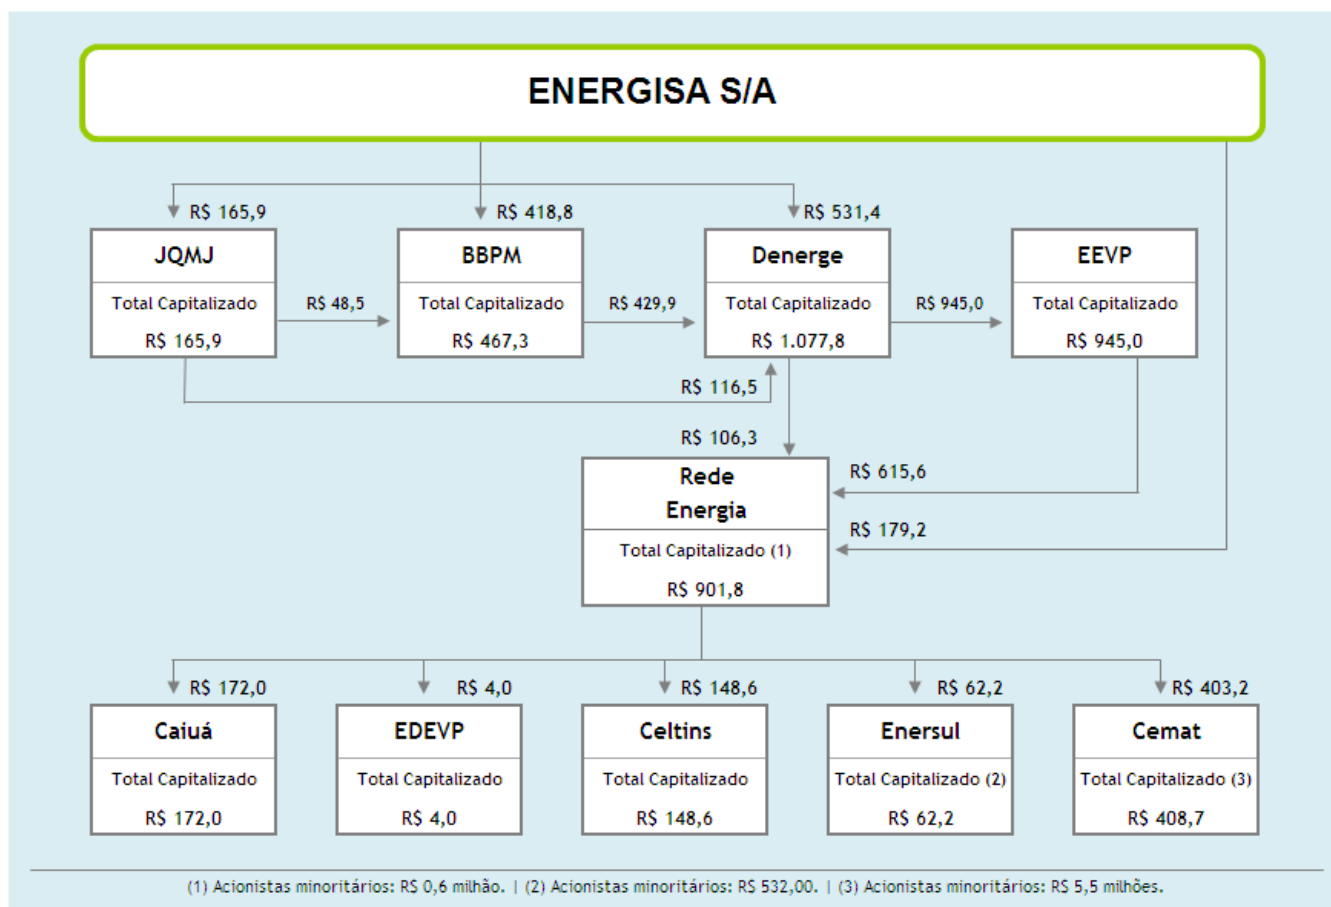 ENERGISA S/A
R$ 165,9
R$ 418,8
R$ 531,4
JQMJ
Total Capitalizado
R$ 165,9
R$ 48,5
BBPM
Total Capitalizado
R$ 467,3
R$ 429,9
Denerge
Total Capitalizado
R$ 1.077,8
R$ 945,0
EEVP
Total Capitalizado
R$ 945,0
R$ 116,5
R$ 106,3
Rede
Energia
Total Capitalizado (1)
R$ 901,8
R$ 615,6
R$ 179,2
R$ 172,0
R$ 4,0
R$ 148,6
R$ 62,2
R$ 403,2
Caiuá
Total Capitalizado
R$ 172,0
EDEVP
Total Capitalizado
R$ 4,0
Celtins
Total Capitalizado
R$ 148,6
Enersul
Total Capitalizado (2)
R$ 62,2
Cemat
Total Capitalizado (3)
R$ 408,7
(1) Acionistas minoritários: R$ 0,6 milhão. | (2) Acionistas minoritários: R$ 532,00. | (3) Acionistas minoritários: R$ 5,5 milhões.